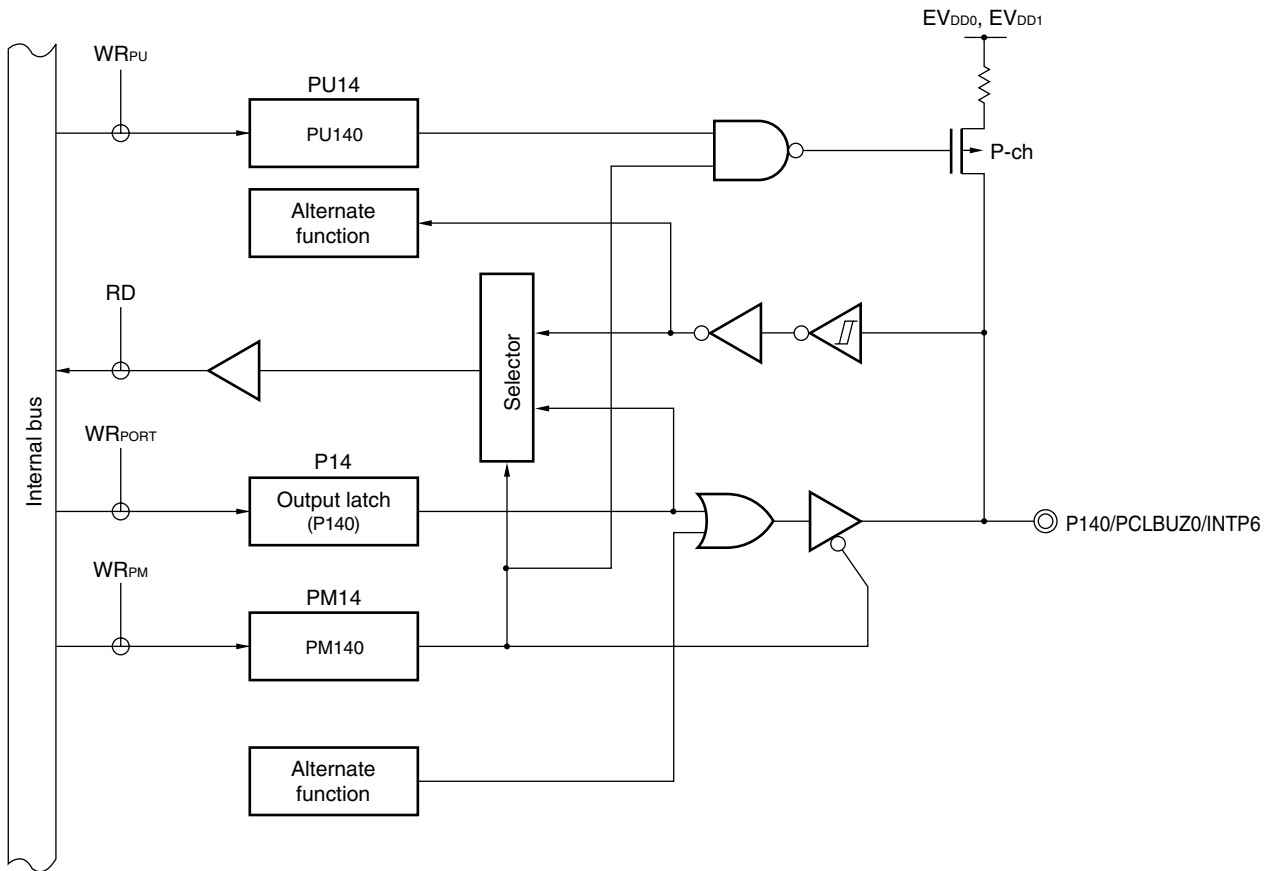 EVDD0, EVDD1
WRPU
PU14
PU140
P-ch
Alternate
function
RD
Selector
Internal bus
WRPORT
P14
Output latch
(P140)
P140/PCLBUZ0/INTP6
WRPM
PM14
PM140
Alternate
function